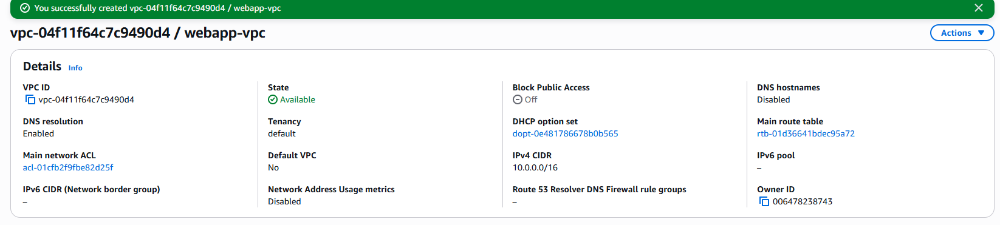 You successfully created vpc-04f11f64c7c9490d4 / webapp-vpc
vpc-04f11f64c7c9490d4 / webapp-vpc
Actions
Details Info
VPC ID
vpc-04f11f64c7c9490d4
State
Available
Block Public Access
Off
DNS hostnames
Disabled
DNS resolution
Enabled
Tenancy
default
DHCP option set
dopt-0e481786678b0b565
Main route table
rtb-01d36641bdec95a72
Main network ACL
acl-01cfb2f9fbe82d25f
Default VPC
No
IPv4 CIDR
10.0.0.0/16
IPv6 pool
–
IPv6 CIDR (Network border group)
–
Network Address Usage metrics
Disabled
Route 53 Resolver DNS Firewall rule groups
–
Owner ID
006478238743